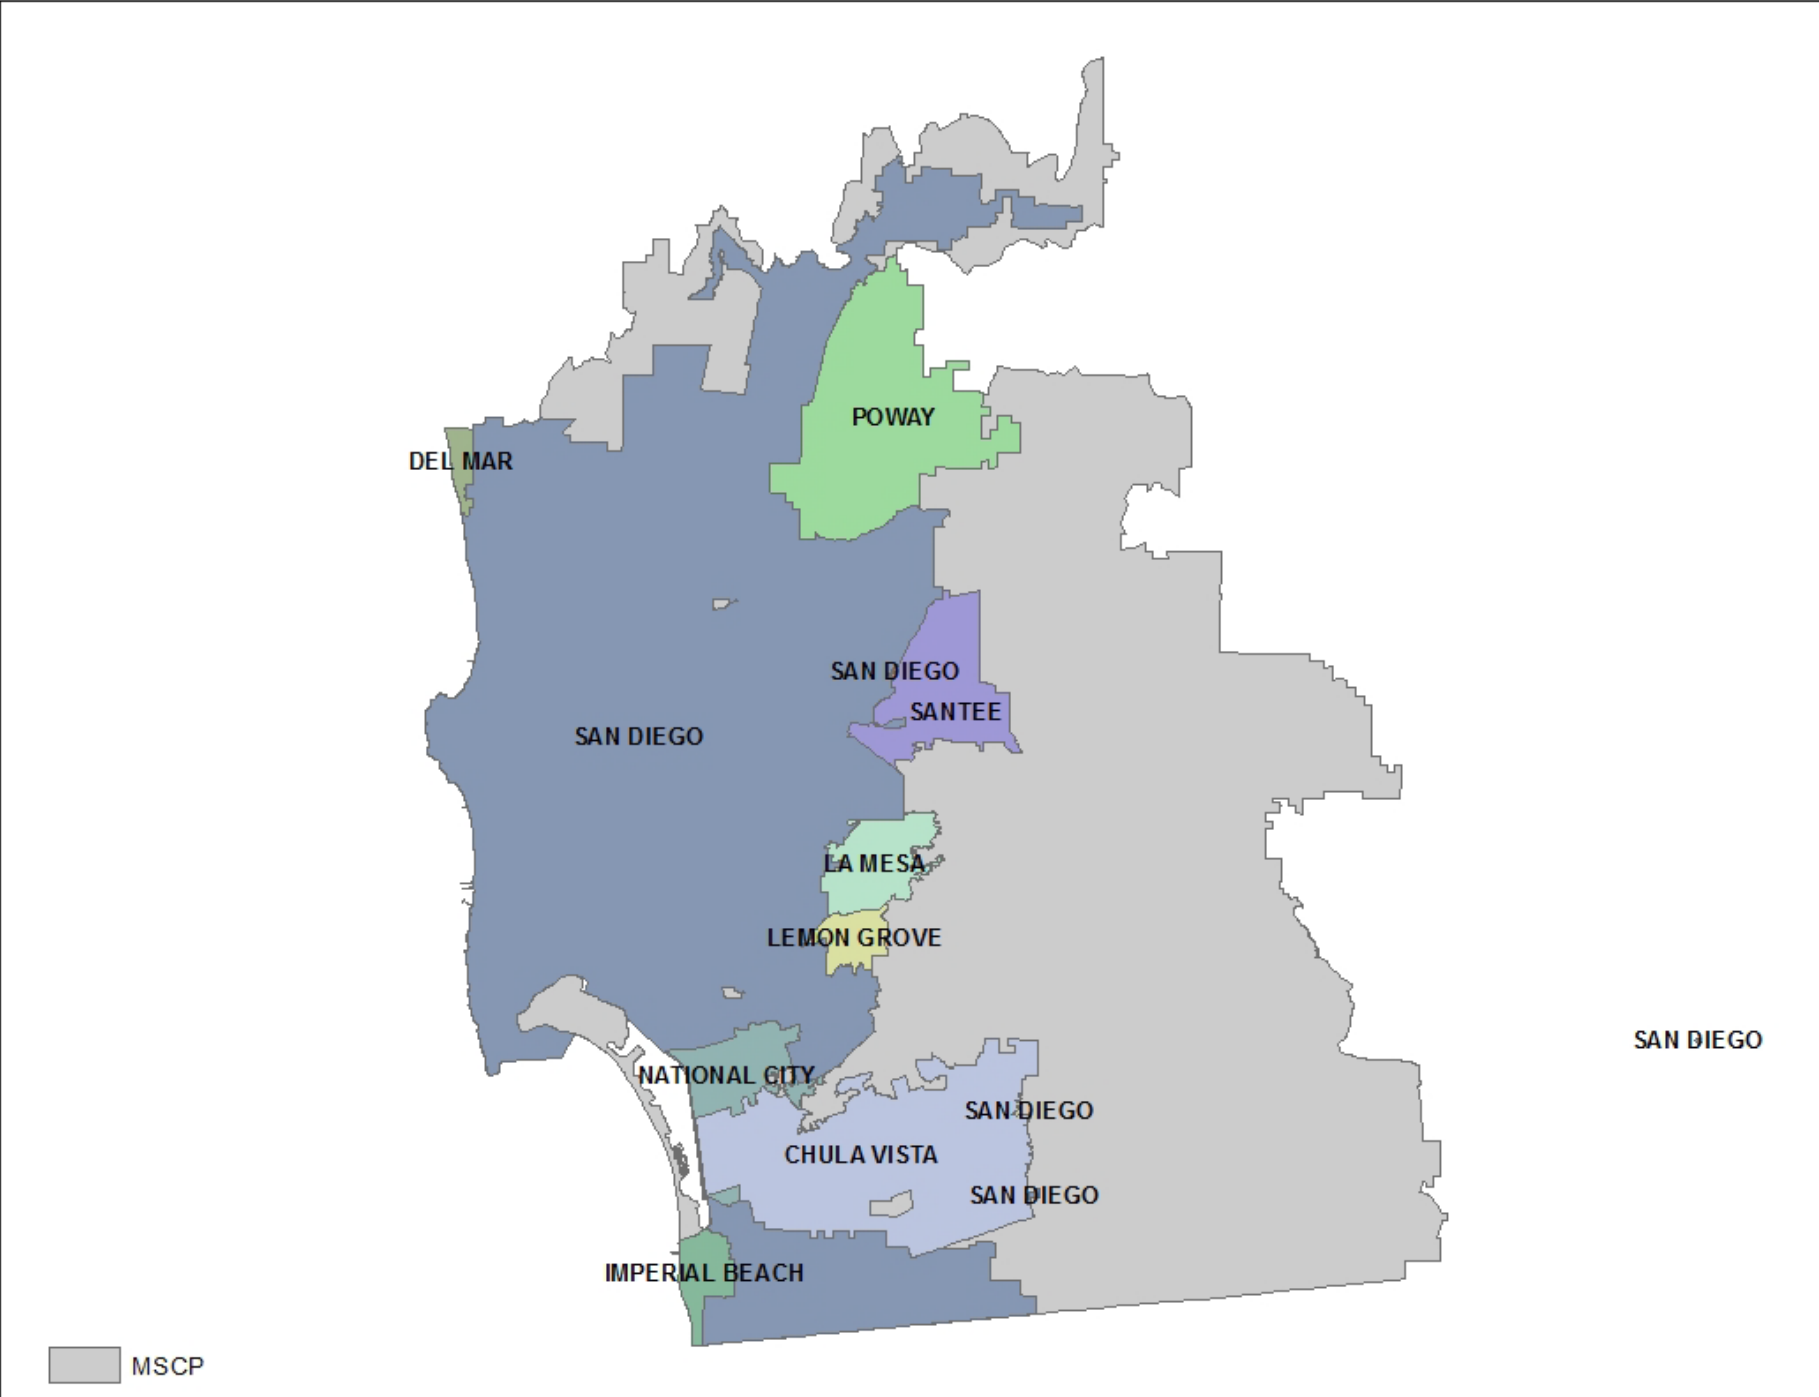 POWAY
DEL MAR
SAN DIEGO
SANTEE
SAN DIEGO
LA MESA
LEMON GROVE
SAN DIEGO
NATIONAL CITY
SAN DIEGO
CHULA VISTA
SAN DIEGO
IMPERIAL BEACH
MSCP